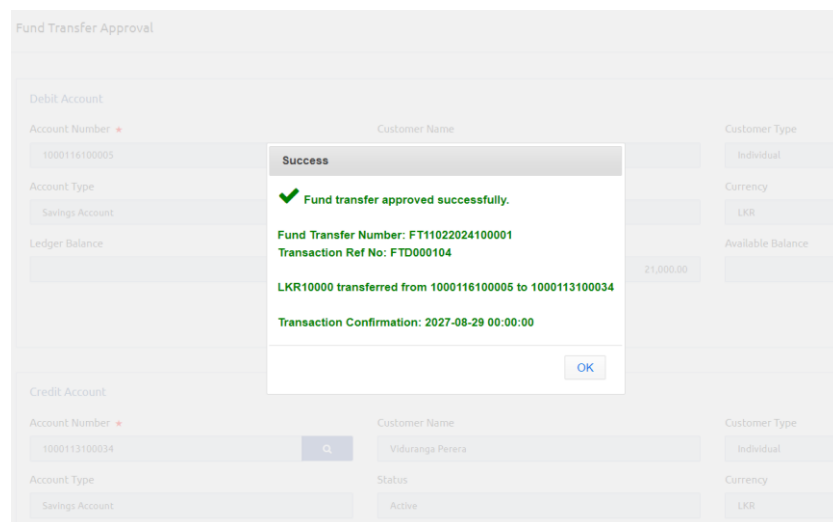 Fund Transfer Approval
Debit Account
Account Number * Customer Name Customer Type
1000116100005 Individual
Account Type Currency
Savings Account LKR
Ledger Balance Available Balance
21,000.00
Success
Fund transfer approved successfully.
Fund Transfer Number: FT11022024100001
Transaction Ref No: FTD000104
LKR10000 transferred from 1000116100005 to 1000113100034
Transaction Confirmation: 2027-08-29 00:00:00
OK
Credit Account
Account Number * Customer Name Customer Type
1000113100034 Viduranga Perera Individual
Account Type Status Currency
Savings Account Active LKR